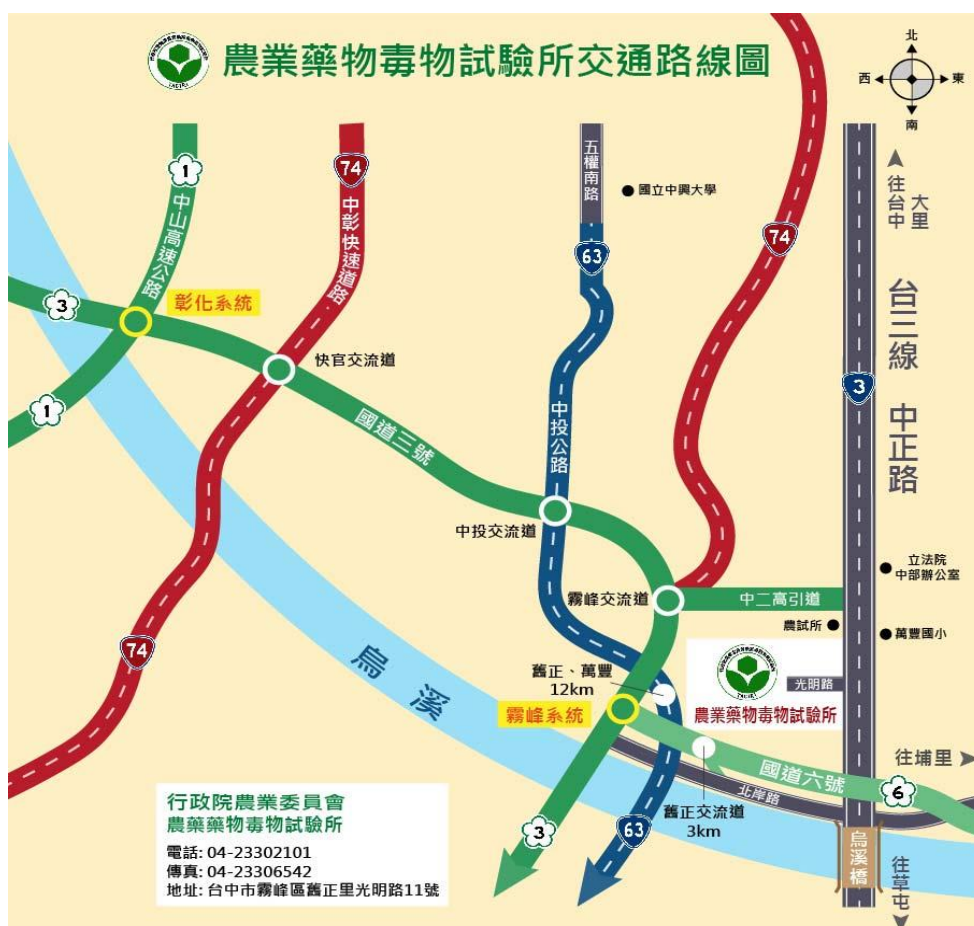 農業藥物毒物試驗所交通路線圖
北
西
東
南
1
74
中山高速公路
中彰快速道路
五權南路
國立中興大學
63
74
往台中
大里
3
彰化系統
台三線 中正路
快官交流道
1
國道三號
中投公路
3
中投交流道
立法院
中部辦公室
霧峰交流道
中二高引道
農試所
萬豐國小
74
烏溪
舊正、萬豐
12km
光明路
農業藥物毒物試驗所
霧峰系統
往埔里
國道六號
6
北岸路
舊正交流道
3km
3
63
烏溪橋
往草屯
行政院農業委員會
農藥藥物毒物試驗所
電話: 04-23302101
傳真: 04-23306542
地址: 台中市霧峰區舊正里光明路11號